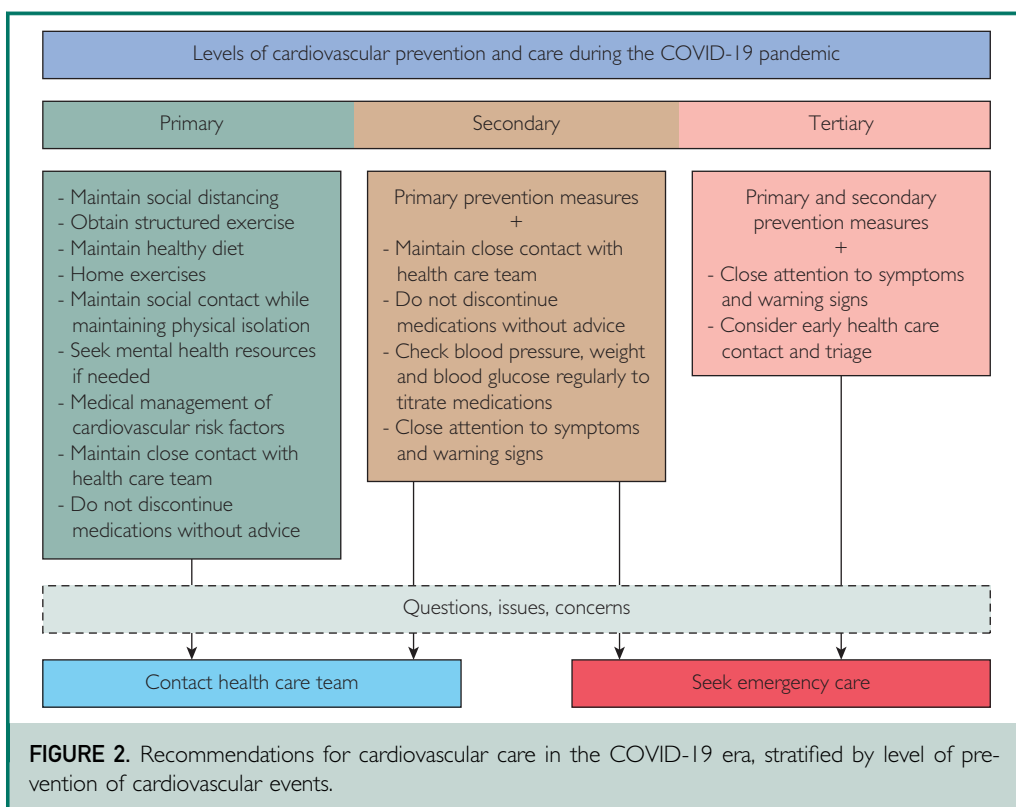 Levels of cardiovascular prevention and care during the COVID-19 pandemic
Primary
Secondary
Tertiary
- Maintain social distancing
- Obtain structured exercise
- Maintain healthy diet
- Home exercises
- Maintain social contact while
maintaining physical isolation
- Seek mental health resources
if needed
- Medical management of
cardiovascular risk factors
- Maintain close contact with
health care team
- Do not discontinue
medications without advice
Primary prevention measures
+
- Maintain close contact with
health care team
- Do not discontinue
medications without advice
- Check blood pressure, weight
and blood glucose regularly to
titrate medications
- Close attention to symptoms
and warning signs
Primary and secondary
prevention measures
+
- Close attention to symptoms
and warning signs
- Consider early health care
contact and triage
Questions, issues, concerns
Contact health care team
Seek emergency care
FIGURE 2. Recommendations for cardiovascular care in the COVID-19 era, stratified by level of pre-
vention of cardiovascular events.